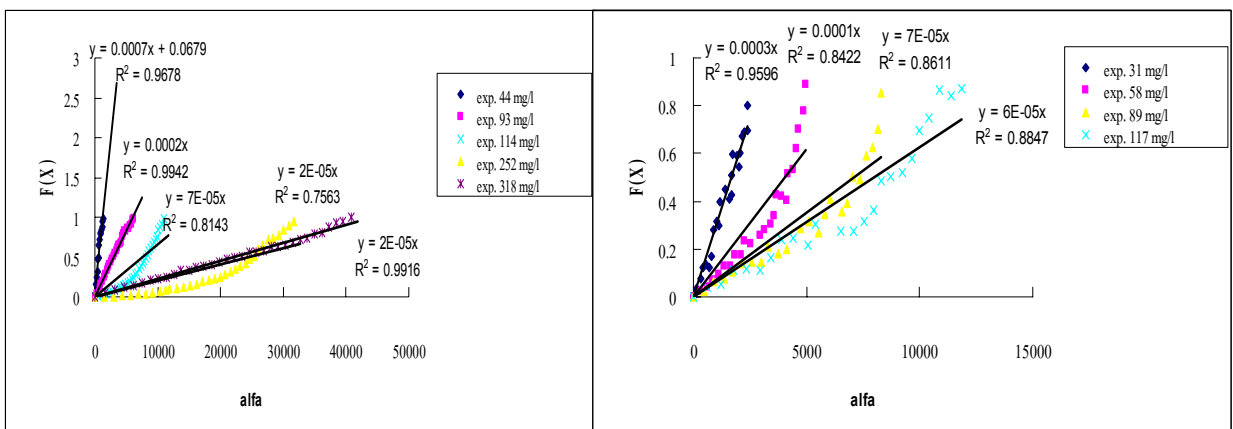 y = 0.0007x + 0.0679
R² = 0.9678
y = 0.0002x
R² = 0.9942
y = 7E-05x
R² = 0.8143
y = 2E-05x
R² = 0.7563
y = 2E-05x
R² = 0.9916
F(X)
3
2.5
2
1.5
1
0.5
0
0 10000 20000 30000 40000 50000
alfa
exp. 44 mg/l
exp. 93 mg/l
exp. 114 mg/l
exp. 252 mg/l
exp. 318 mg/l
y = 0.0003x
R² = 0.9596
y = 0.0001x
R² = 0.8422
y = 7E-05x
R² = 0.8611
y = 6E-05x
R² = 0.8847
F(X)
1
0.8
0.6
0.4
0.2
0
0 5000 10000 15000
alfa
exp. 31 mg/l
exp. 58 mg/l
exp. 89 mg/l
exp. 117 mg/l